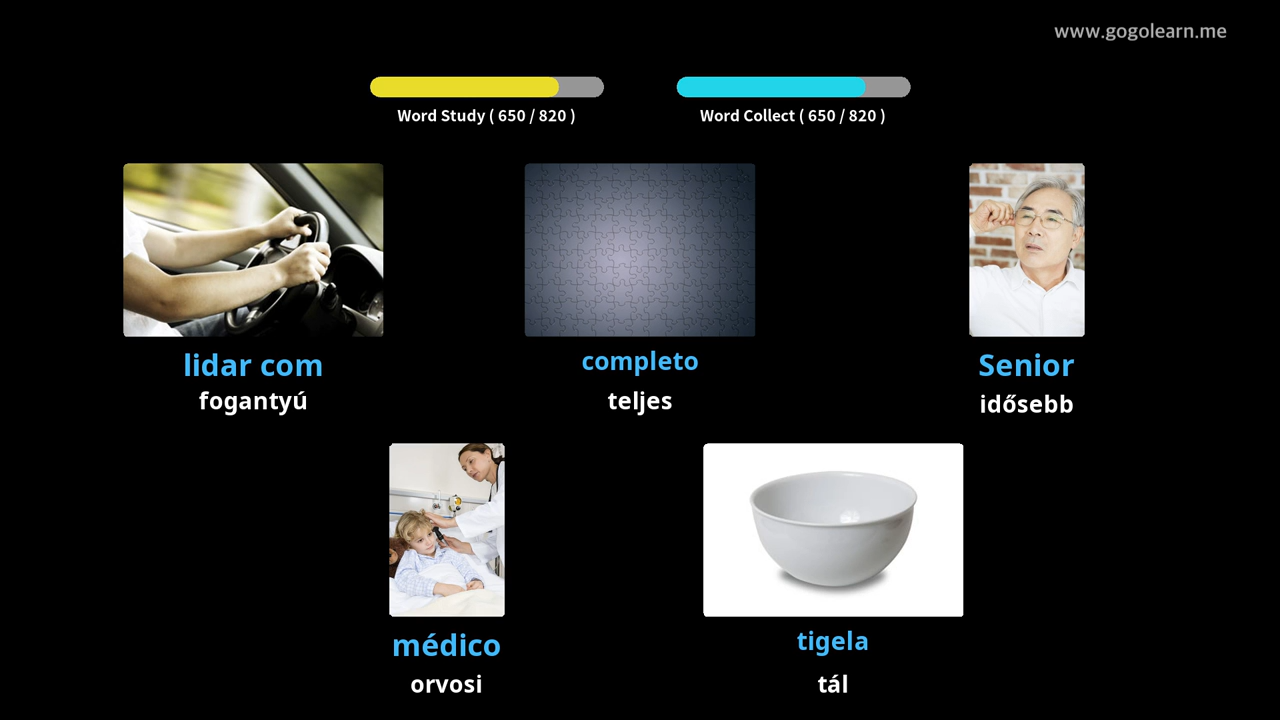 www.gogolearn.me
Word Study ( 650 / 820 )
Word Collect ( 650 / 820 )
lidar com
fogantyú
completo
teljes
Senior
idősebb
médico
orvosi
tigela
tál